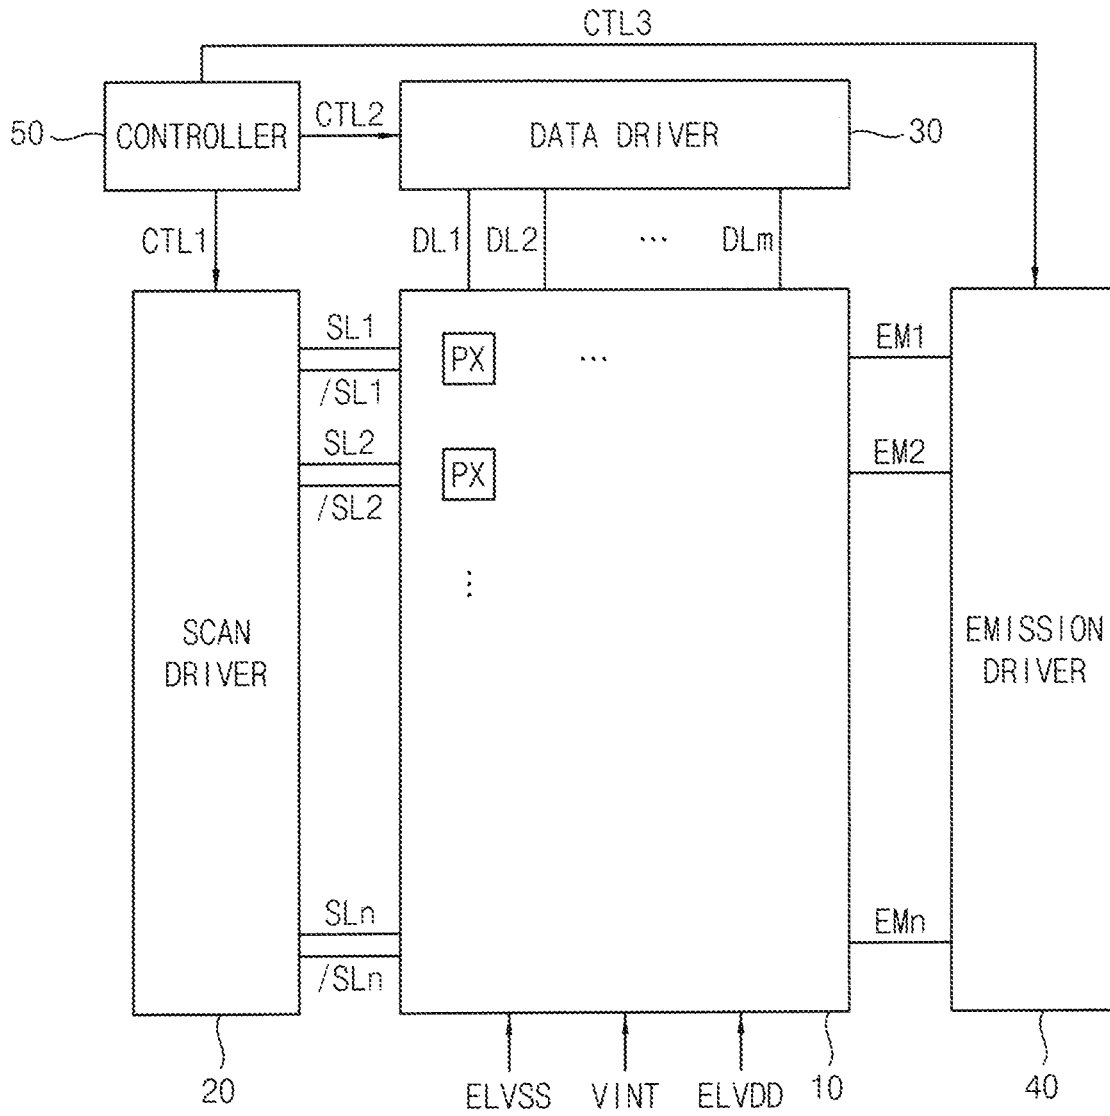 CTL3
50
CONTROLLER
CTL2
DATA DRIVER
30
CTL1
DL1
DL2
...
DLm
SL1
/SL1
PX
...
EM1
SL2
/SL2
PX
EM2
...
SCAN
DRIVER
EMISSION
DRIVER
SLn
/SLn
EMn
20
ELVSS
VINT
ELVDD
10
40